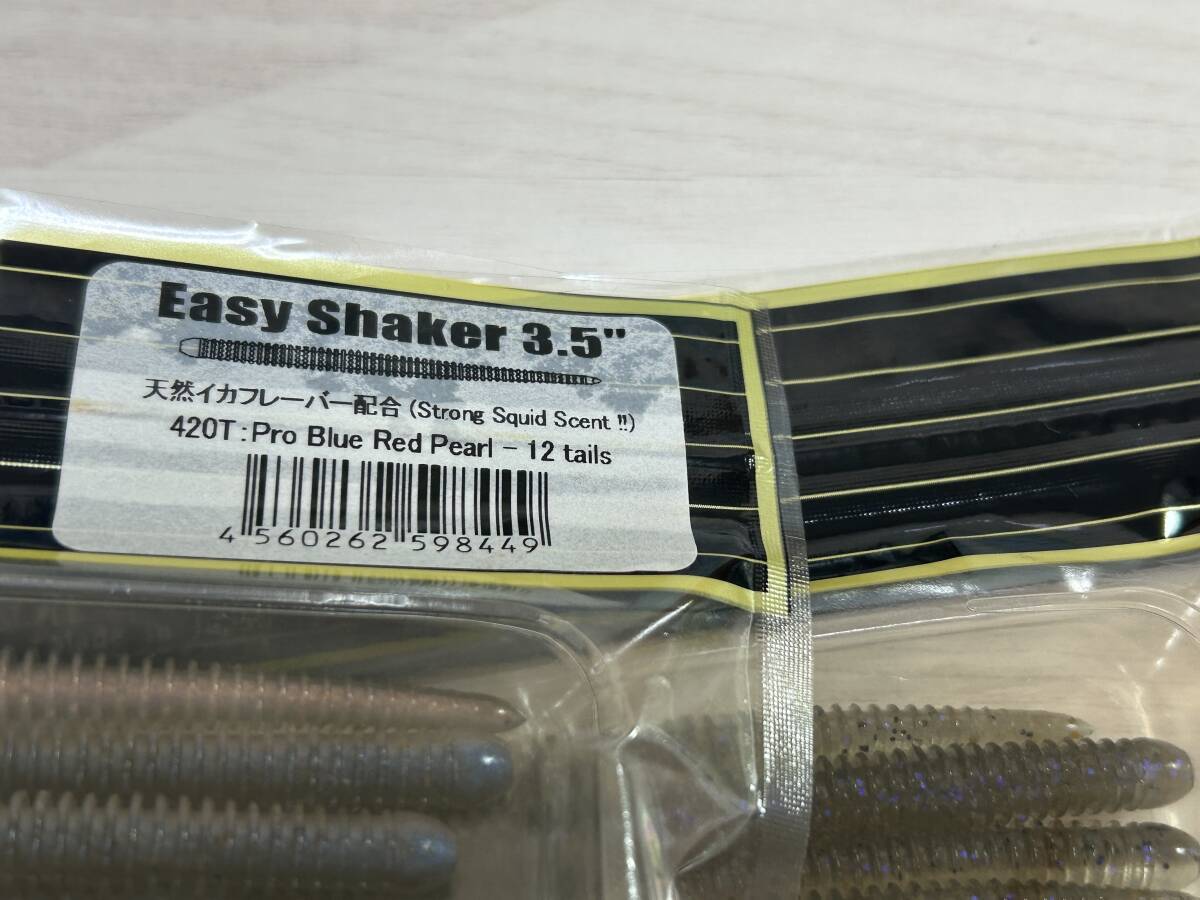 Easy Shaker 3.5"
天然イカフレーバー配合 (Strong Squid Scent !!)
420T:Pro Blue Red Pearl - 12 tails
4 560262 598449